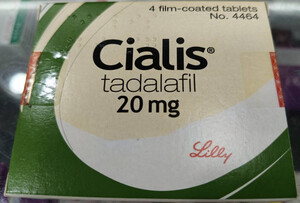 4 film-coated tablets
No. 4464
Cialis®
tadalafil
20 mg
Lilly